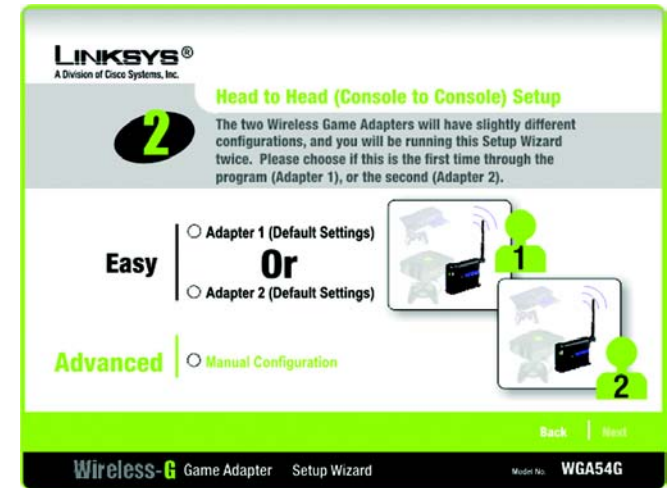 LINKSYS®
A Division of Cisco Systems, Inc.
2
Head to Head (Console to Console) Setup
The two Wireless Game Adapters will have slightly different
configurations, and you will be running this Setup Wizard
twice. Please choose if this is the first time through the
program (Adapter 1), or the second (Adapter 2).
Easy
Adapter 1 (Default Settings)
Or
Adapter 2 (Default Settings)
1
2
Advanced
Manual Configuration
Back
Next
Wireless-G Game Adapter Setup Wizard
Model No. WGA54G